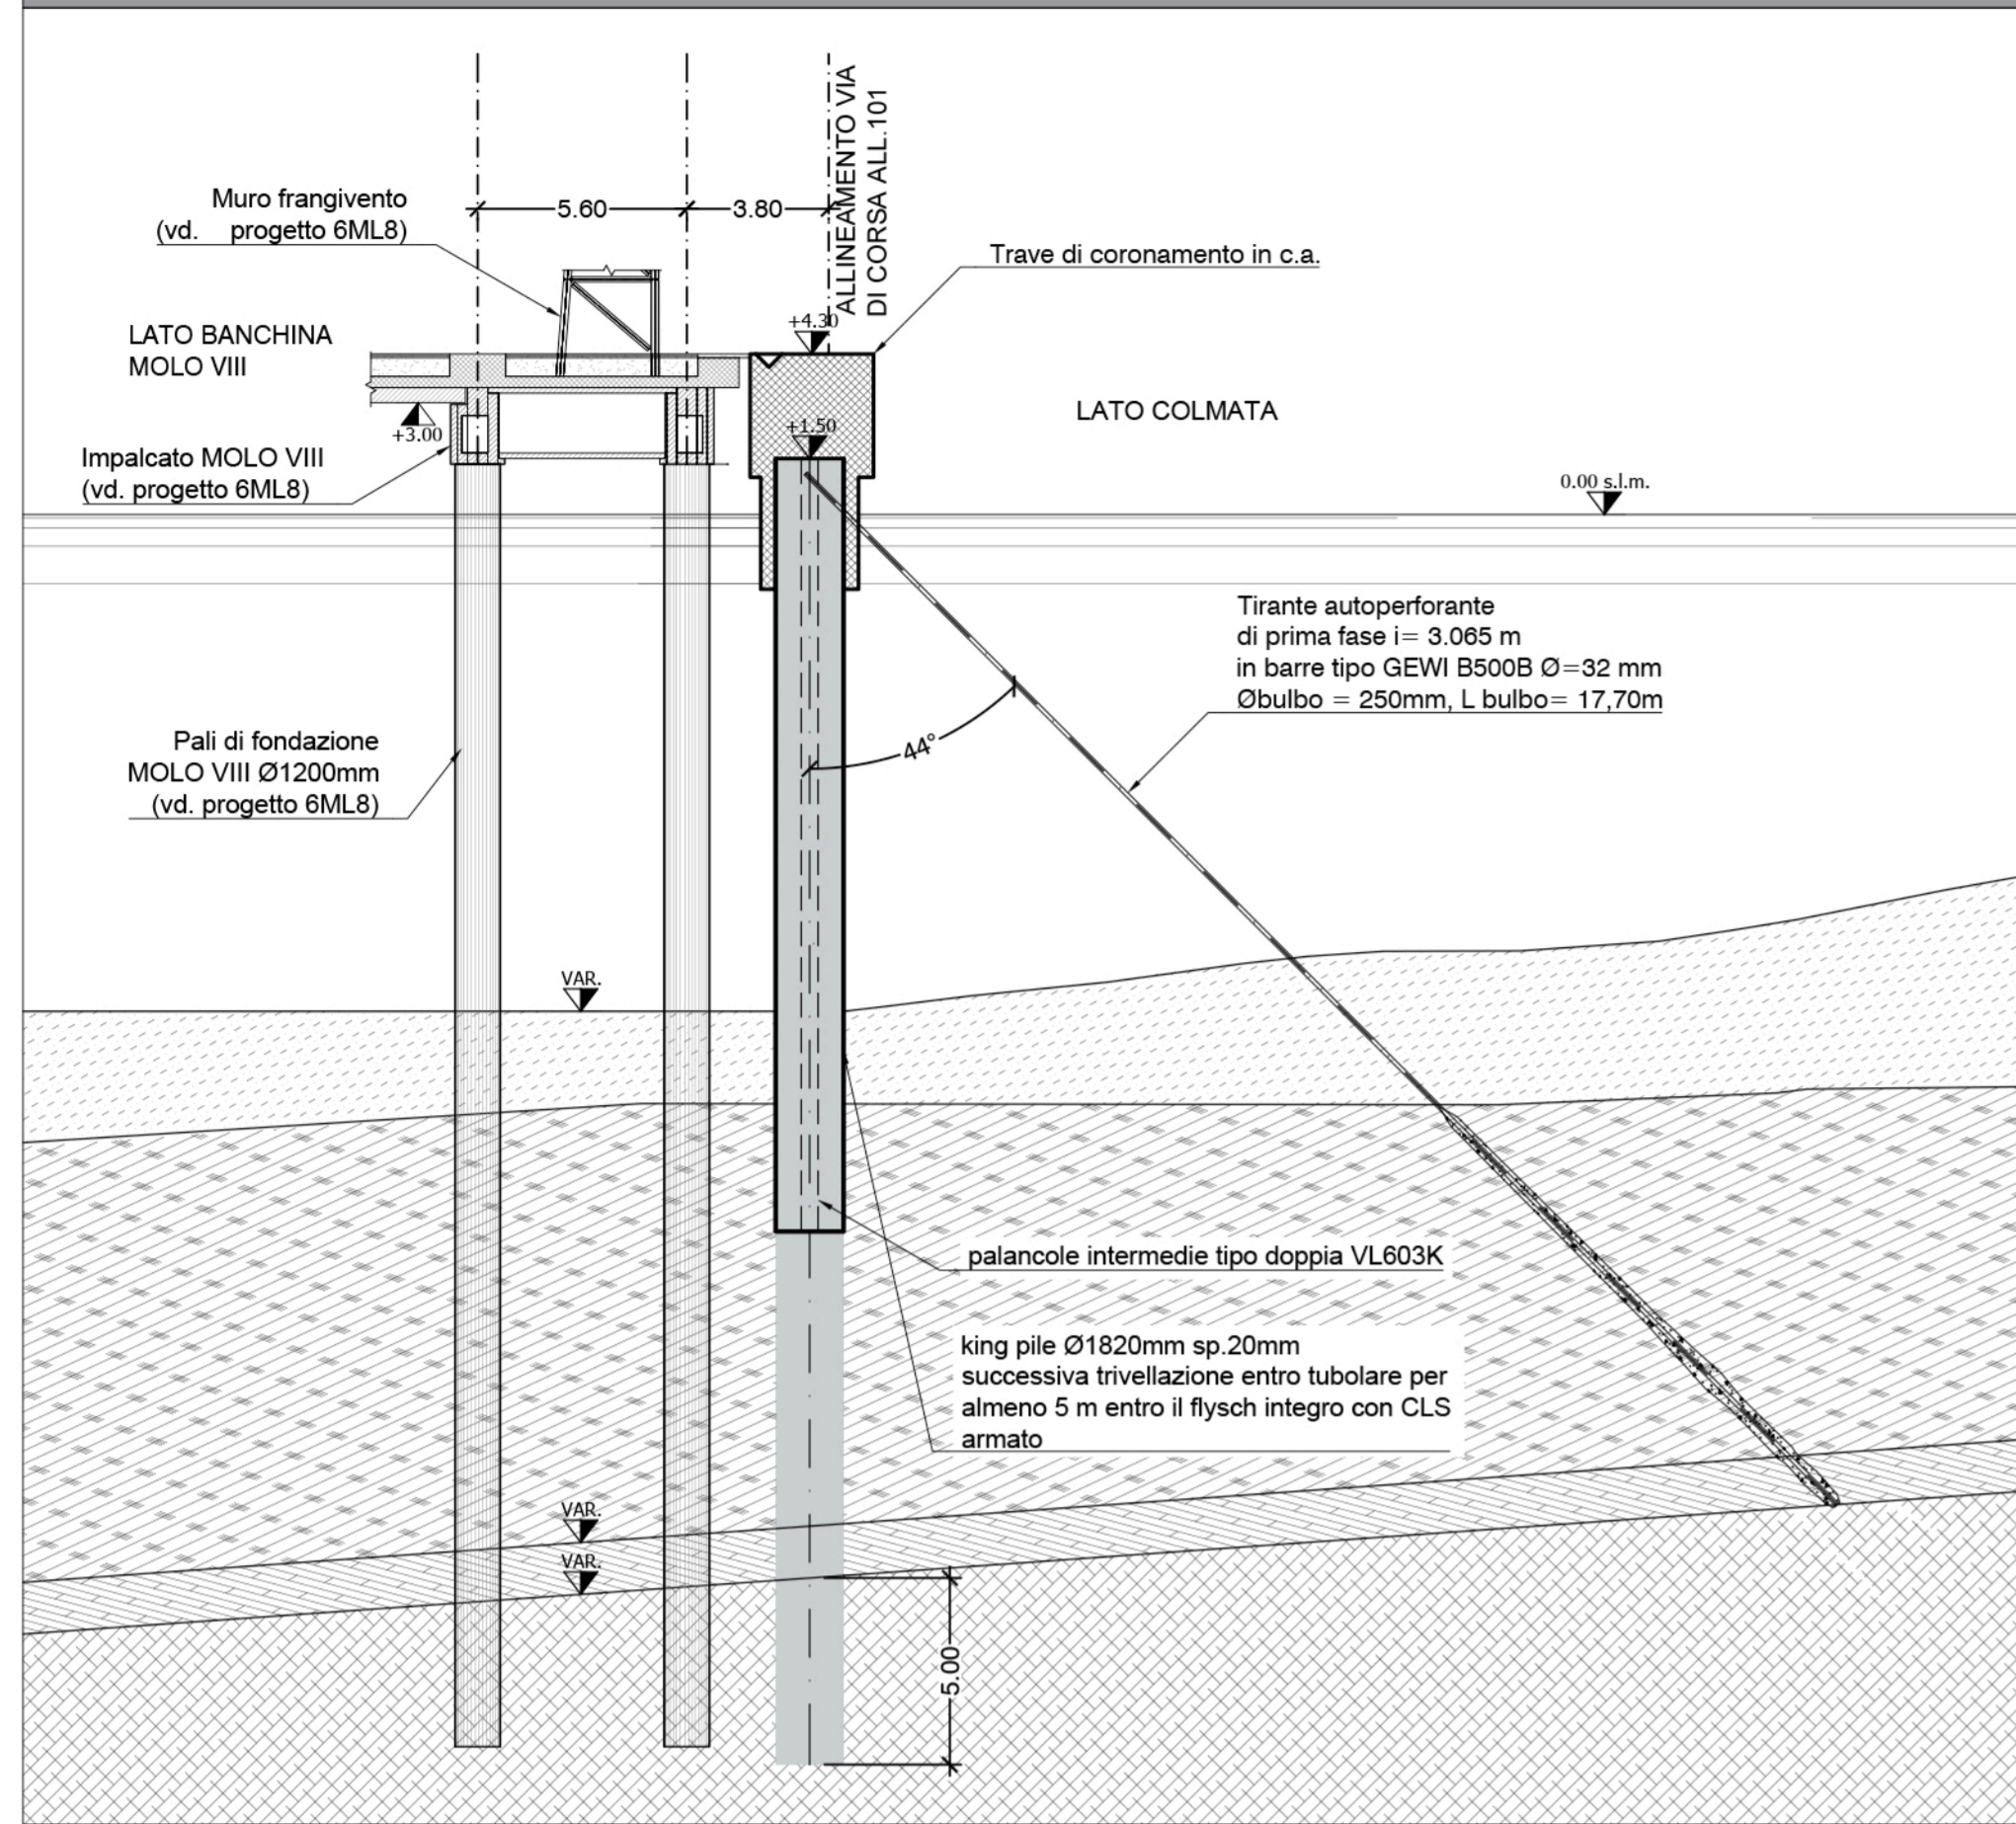 ALLINEAMENTO VIA
DI CORSA ALL.101
Muro frangivento
(vd. progetto 6ML8)
5.60
3.80
Trave di coronamento in c.a.
+4.30
LATO BANCHINA
MOLO VIII
LATO COLMATA
+3.00
+1.50
Impalcato MOLO VIII
(vd. progetto 6ML8)
0.00 s.l.m.
Tirante autoperforante
di prima fase i= 3.065 m
in barre tipo GEWI B500B Ø=32 mm
Øbulbo = 250mm, L bulbo= 17,70m
44°
Pali di fondazione
MOLO VIII Ø1200mm
(vd. progetto 6ML8)
VAR.
palancole intermedie tipo doppia VL603K
king pile Ø1820mm sp.20mm
successiva trivellazione entro tubolare per
almeno 5 m entro il flysch integro con CLS
armato
VAR.
VAR.
5.00